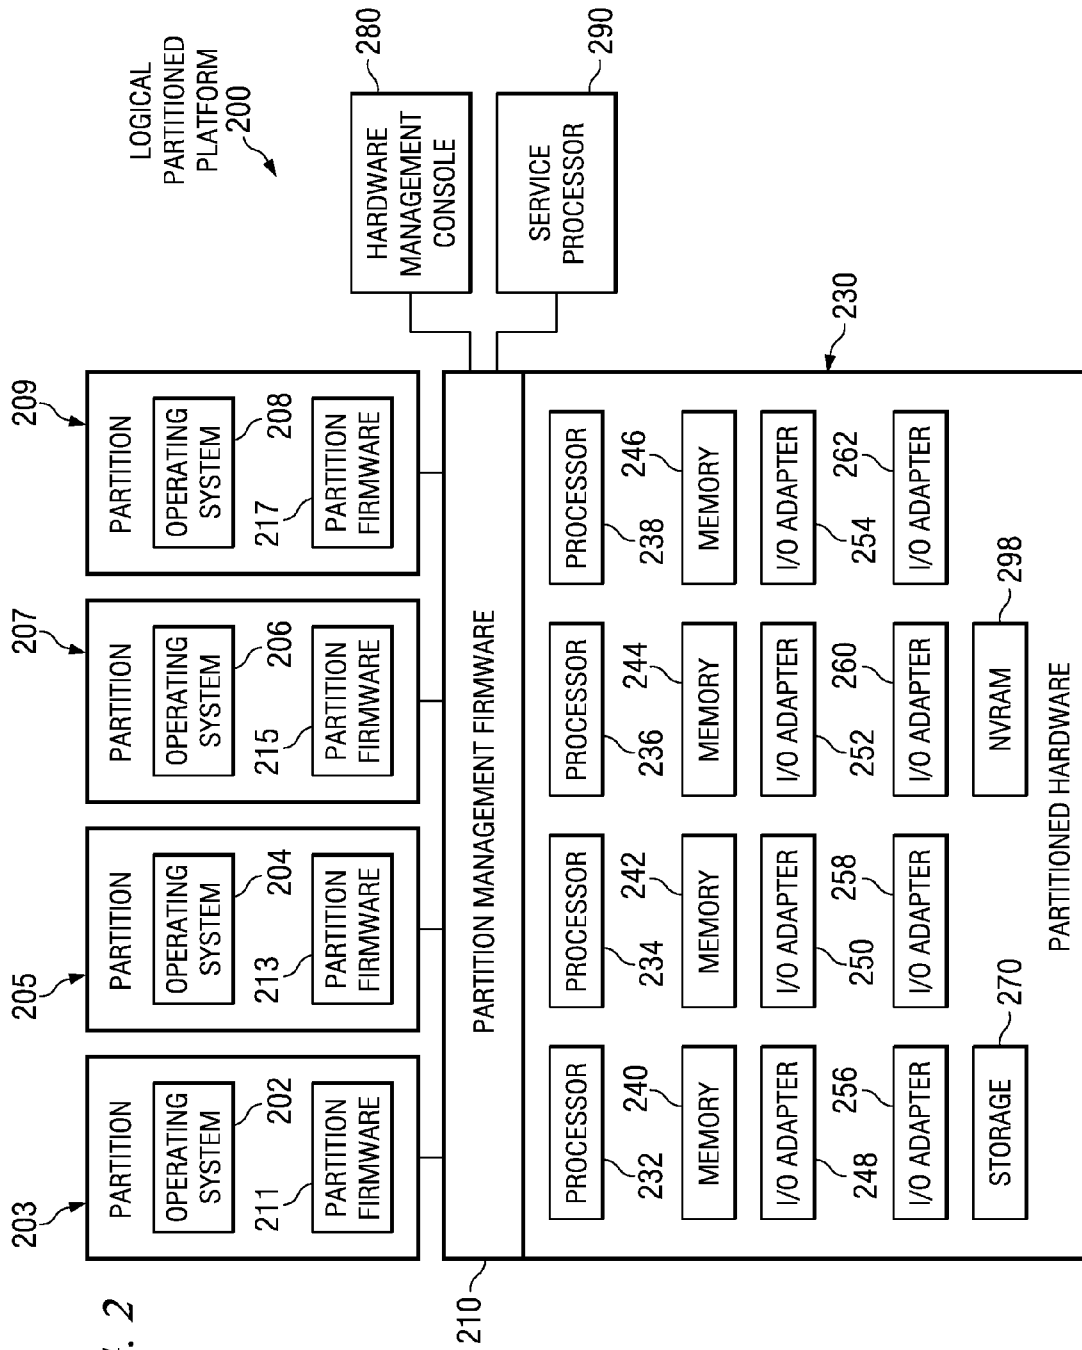 LOGICAL
PARTITIONED
PLATFORM
200
203
205
207
209
PARTITION
OPERATING
SYSTEM
202
211
PARTITION
FIRMWARE
PARTITION
OPERATING
SYSTEM
204
213
PARTITION
FIRMWARE
PARTITION
OPERATING
SYSTEM
206
215
PARTITION
FIRMWARE
PARTITION
OPERATING
SYSTEM
208
217
PARTITION
FIRMWARE
HARDWARE
MANAGEMENT
CONSOLE
280
SERVICE
PROCESSOR
290
210
PARTITION MANAGEMENT FIRMWARE
230
PROCESSOR
PROCESSOR
PROCESSOR
PROCESSOR
232
240
234
242
236
244
238
246
MEMORY
MEMORY
MEMORY
MEMORY
I/O ADAPTER
I/O ADAPTER
I/O ADAPTER
I/O ADAPTER
248
256
250
258
252
260
254
262
I/O ADAPTER
I/O ADAPTER
I/O ADAPTER
I/O ADAPTER
STORAGE
270
NVRAM
298
PARTITIONED HARDWARE
2